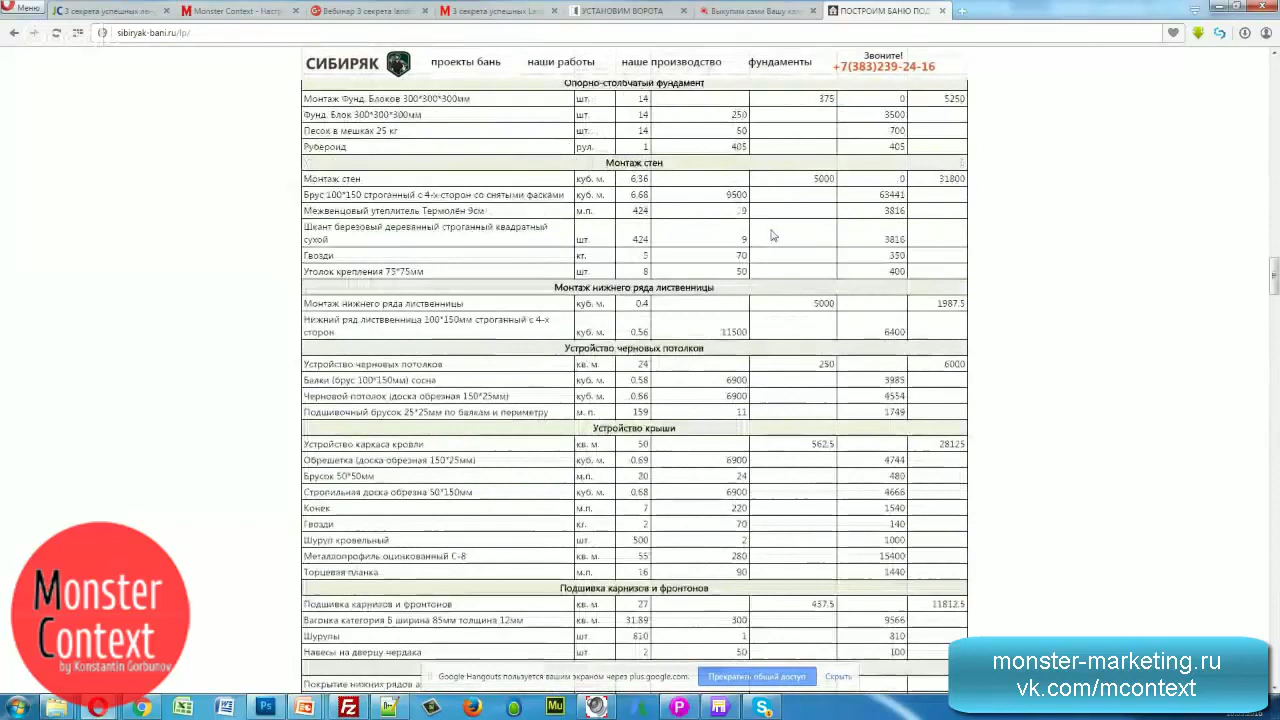 Меню
3 секрета успешных лен
Monster Context - Настр
Вебинар 3 секрета land
3 секрета успешных Lan
УСТАНОВИМ ВОРОТА
Выкупим сами Вашу кали
ПОСТРОИМ БАНЮ ПОД
sibiryak-bani.ru/lp/
СИБИРЯК проекты бань наши работы наше производство фундаменты Звоните!
+7(383)239-24-16
Опорно-столбчатый фундамент
Монтаж Фунд. Блоков 300*300*300мм шт. 14 375 0 5250
Фунд. Блок 300*300*300мм шт. 14 250 3500
Песок в мешках 25 кг шт. 14 50 700
Рубероид рул. 1 405 405
Монтаж стен
Монтаж стен куб. м. 6,36 5000 0 31800
Брус 100*150 строганный с 4-х-сторон со снятыми фасками куб. м. 6.68 9500 63441
Межвенцовый утеплитель Термолён 9см м.п. 424 9 3816
Шкант березовый деревянный строганный квадратный
сухой шт. 424 9 3816
Гвозди кг. 5 70 350
Уголок крепления 75*75мм шт. 8 50 400
Монтаж нижнего ряда лиственницы
Монтаж нижнего ряда лиственницы куб. м. 0.4 5000 1987.5
Нижний ряд листввенница 100*150мм строганный с 4-х
сторон куб. м. 0,56 11500 6400
Устройство черновых потолков
Устройство черновых потолков кв. м 24 250 6000
Балки (брус 100*150мм) сосна куб. м. 0.58 6900 3985
Черновой потолок (доска обрезная 150*25мм) куб. м. 0.66 6900 4554
Подшивочный брусок 25*25мм по балкам и периметру м. п. 159 11 1749
Устройство крыши
Устройство каркаса кровли кв. м. 50 562.5 28125
Обрешетка (доска обрезная 150*25мм) куб. м. 0.69 6900 4744
Брусок 50*50мм м.п. 20 24 480
Стропильная доска обрезна 50*150мм куб. м. 0,68 6900 4666
Конек м.п. 7 220 1540
Гвозди кг. 2 70 140
Шуруп кровельный шт. 500 2 1000
Металлопрофиль оцинкованный С-8 кв. м. 55 280 15400
Торцевая планка м.п. 16 90 1440
Подшивка карнизов и фронтонов
Подшивка карнизов и фронтонов кв. м. 27 437.5 11812.5
Вагонка категория Б ширина 85мм толщина 12мм кв. м. 31.89 300 9566
Шурупы шт. 810 1 810
Навесы на дверцу чердака шт. 2 50 100
Покрытие нижних рядов а
Google Hangouts пользуется вашим экраном через plus.google.com. Прекратить общий доступ Скрыть
Monster
Context
by Konstantin Gorbunov
monster-marketing.ru
vk.com/mcontext